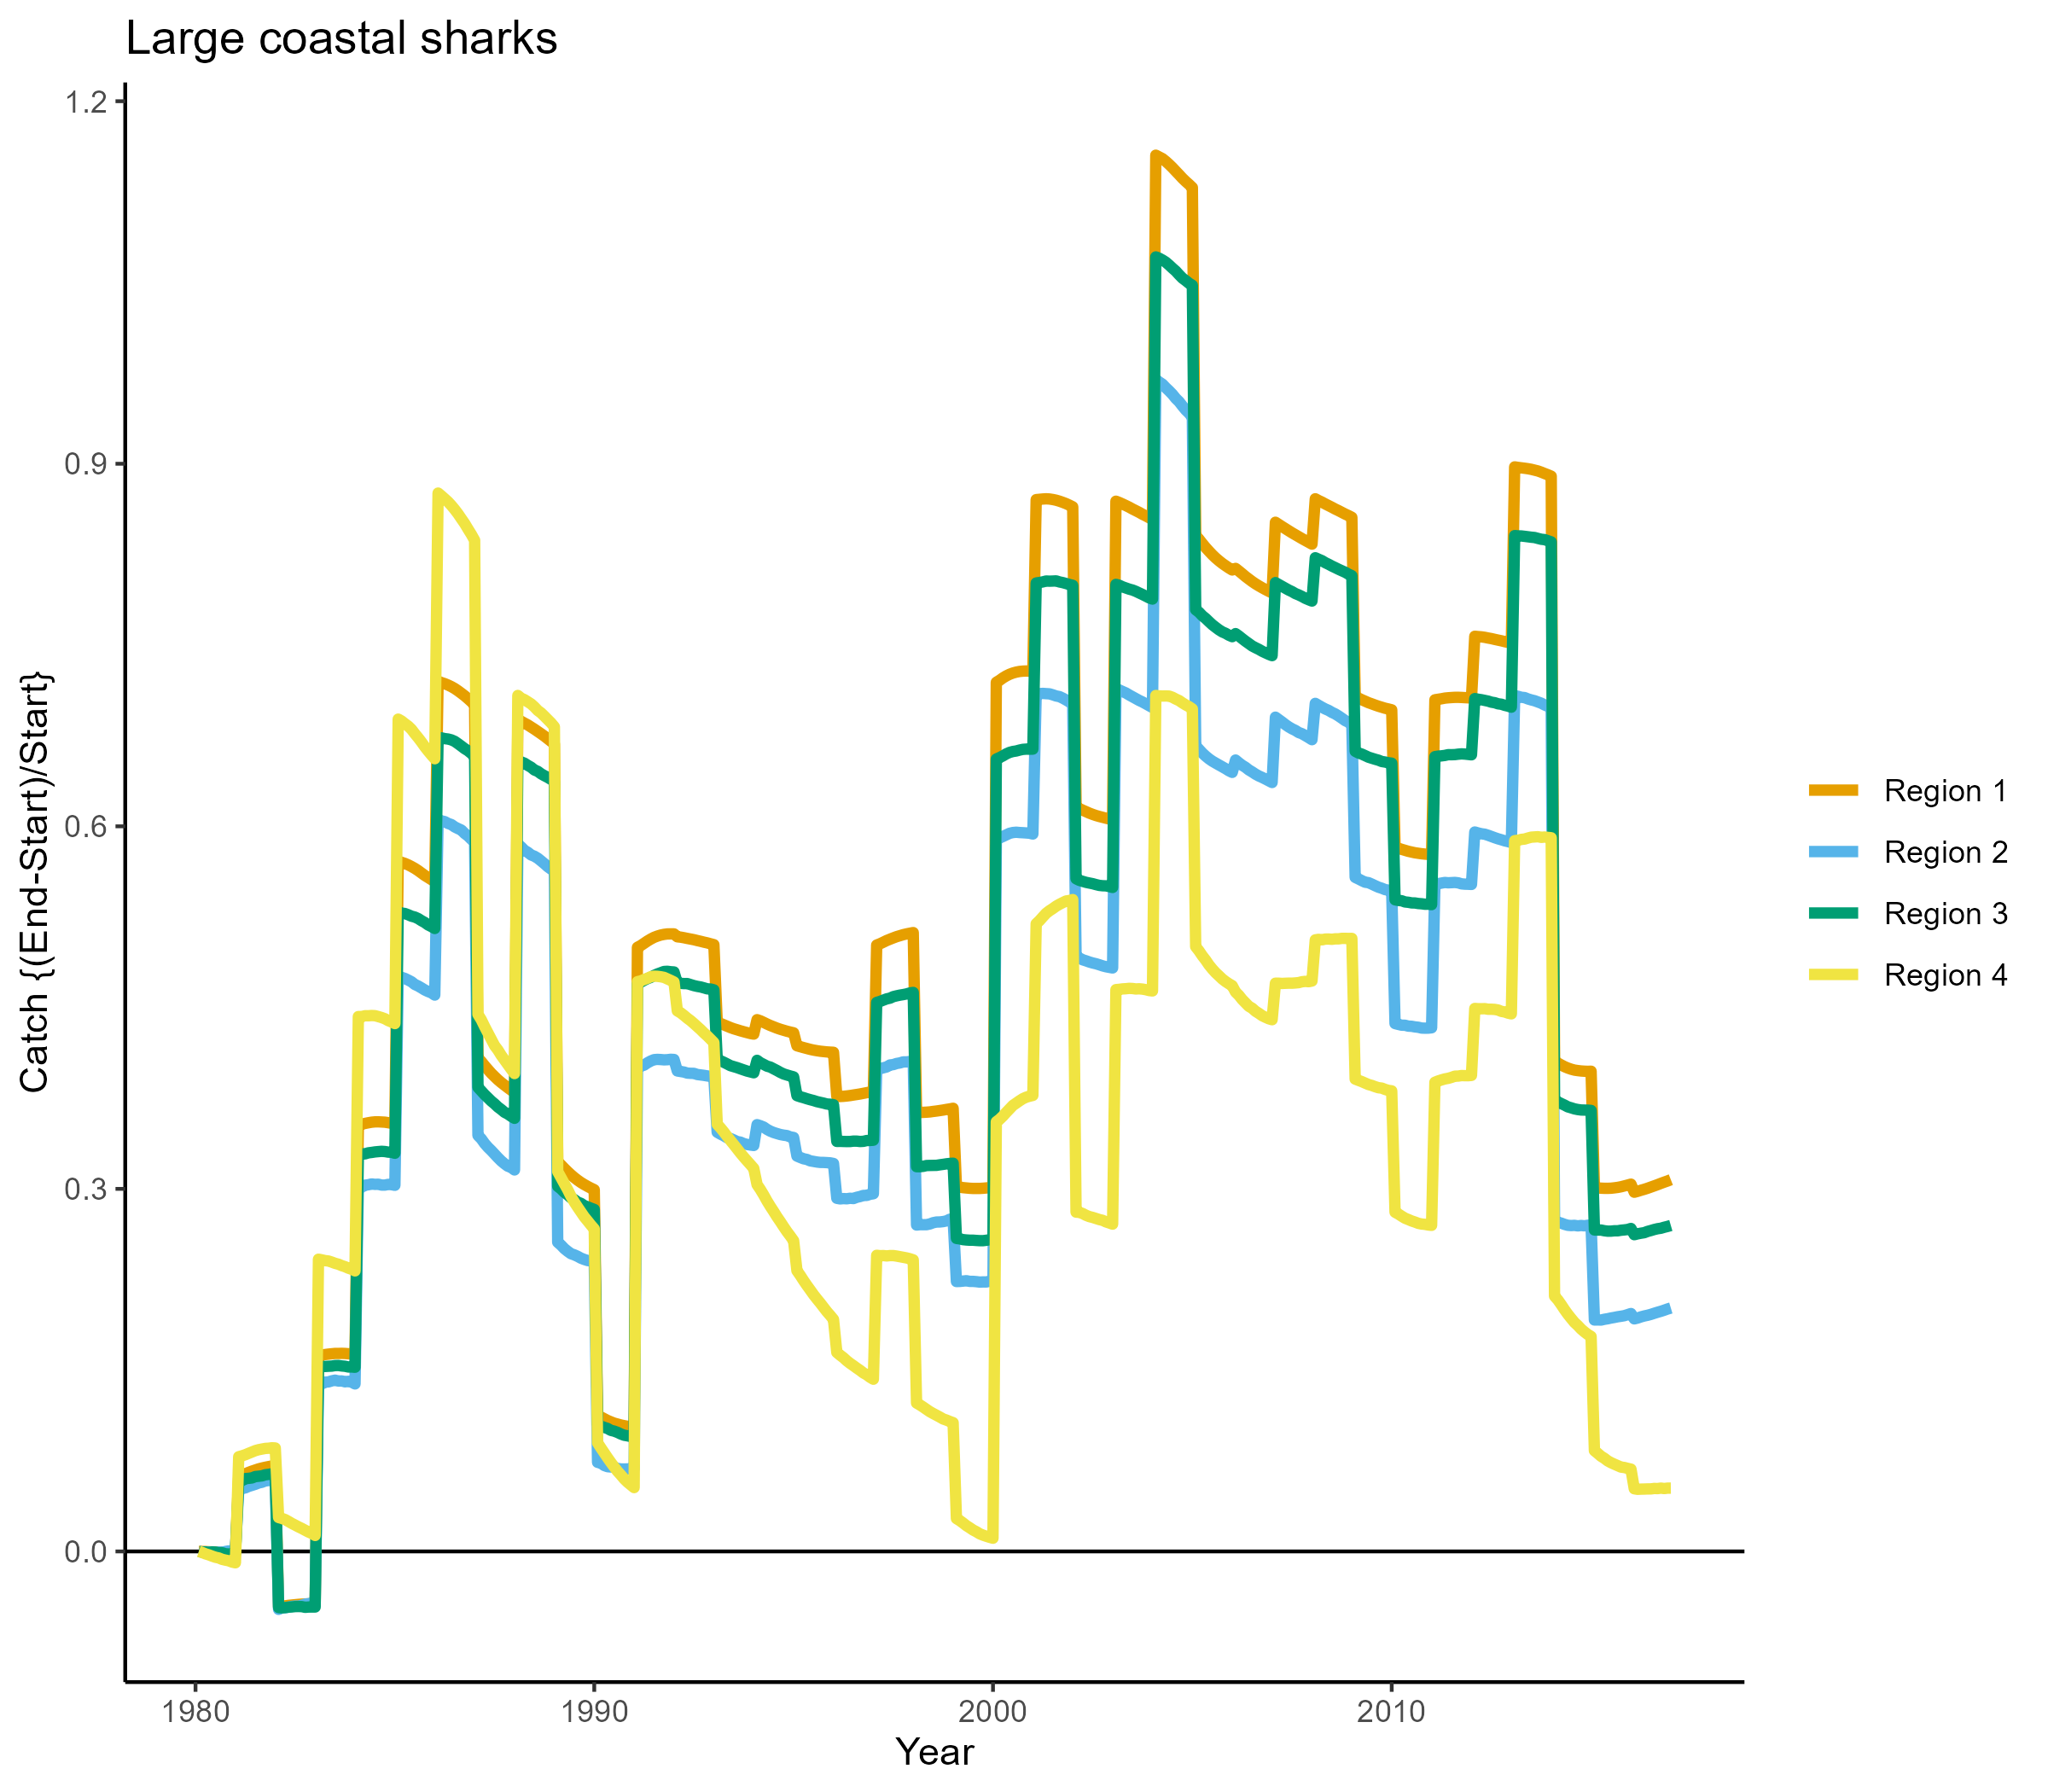 Large coastal sharks
1.2
0.9
0.6
0.3
0.0
Catch {(End-Start)/Start}
1980
1990
2000
2010
Year
Region 1
Region 2
Region 3
Region 4